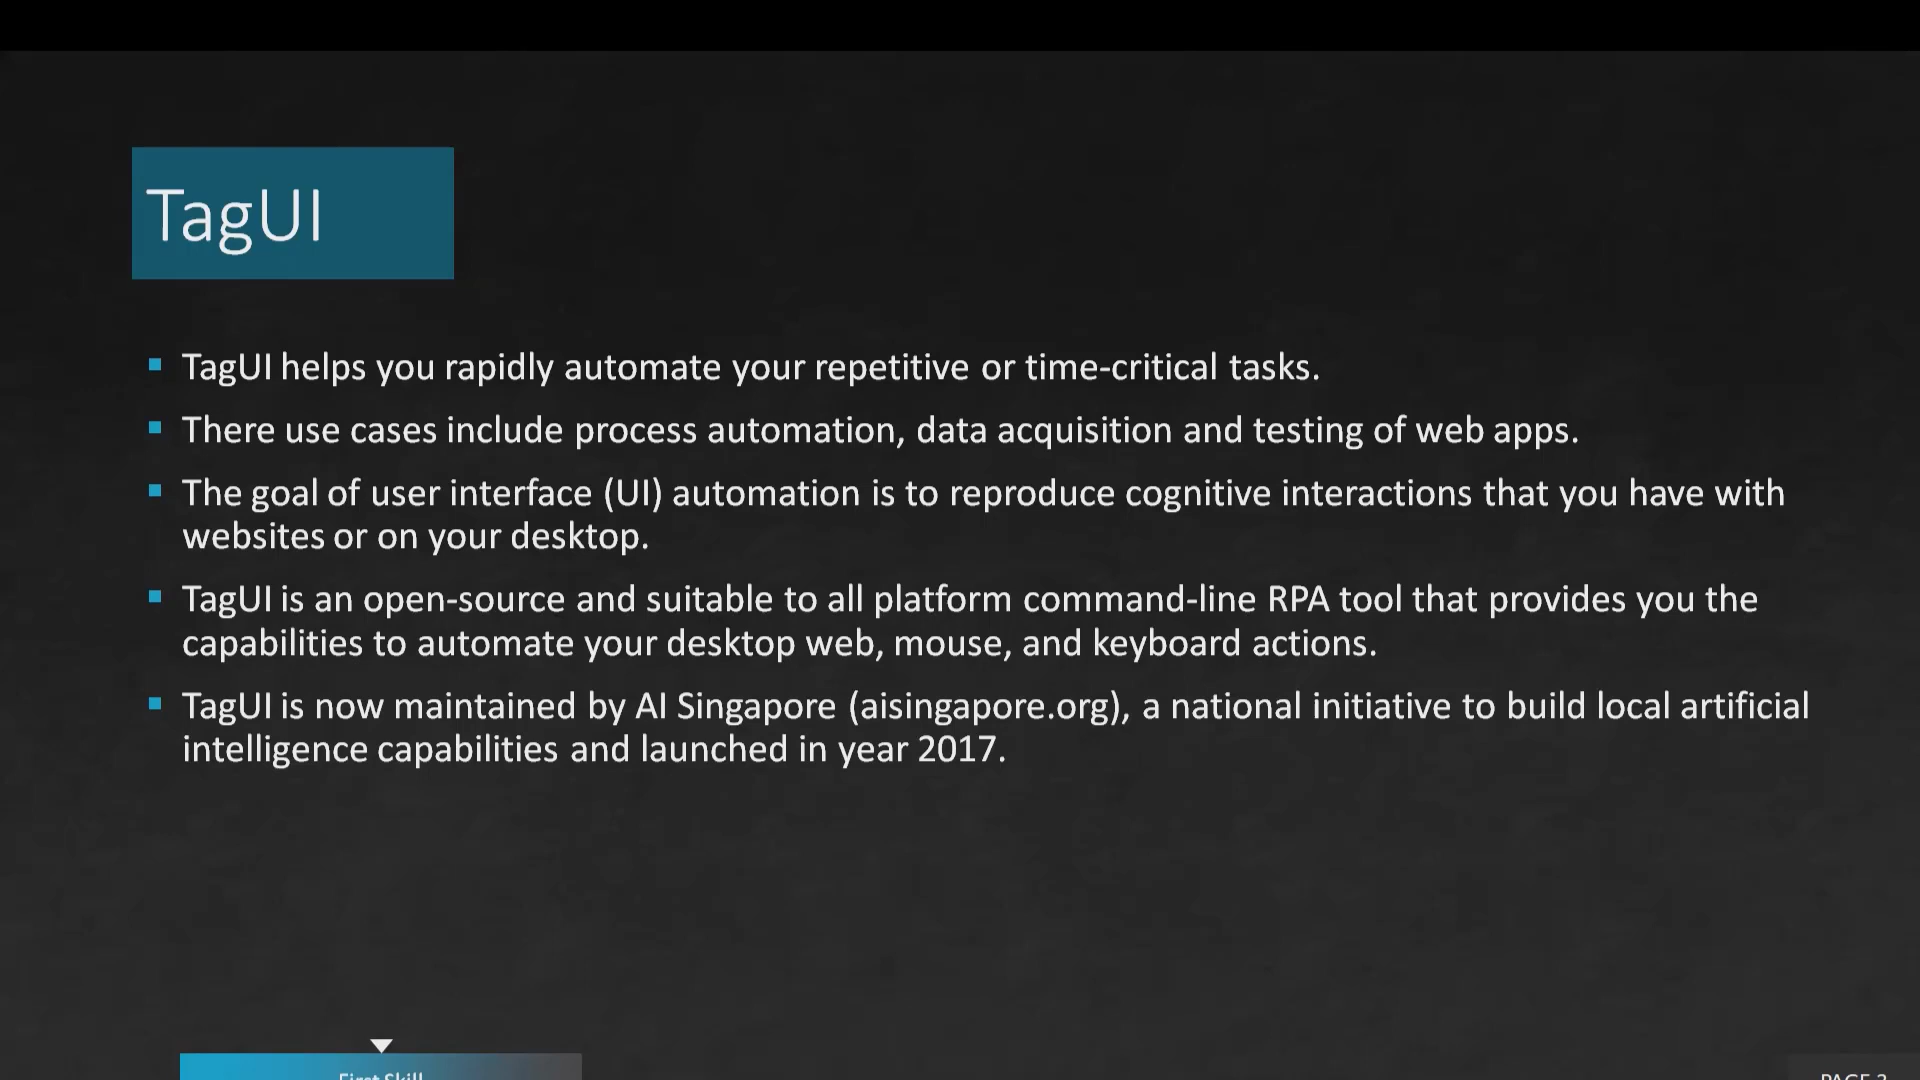 TagUI
TagUI helps you rapidly automate your repetitive or time-critical tasks.
There use cases include process automation, data acquisition and testing of web apps.
The goal of user interface (UI) automation is to reproduce cognitive interactions that you have with
websites or on your desktop.
TagUI is an open-source and suitable to all platform command-line RPA tool that provides you the
capabilities to automate your desktop web, mouse, and keyboard actions.
TagUI is now maintained by AI Singapore (aisingapore.org), a national initiative to build local artificial
intelligence capabilities and launched in year 2017.
First Skill
PAGE